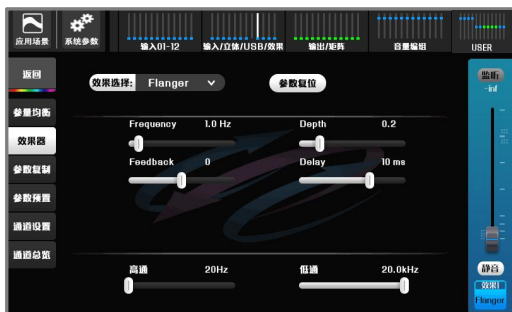 应用场景
系统参数
输入01-12
输入/立体/USB/效果
输出/矩阵
音量编组
USER
返回
效果选择: Flanger
参数复位
监听
-inf
参量均衡
Frequency 1.0 Hz
Depth 0.2
效果器
Feedback 0
Delay 10 ms
参数复制
参数预置
通道设置
通道总览
高通 20Hz
低通 20.0kHz
静音
效果1
Flanger